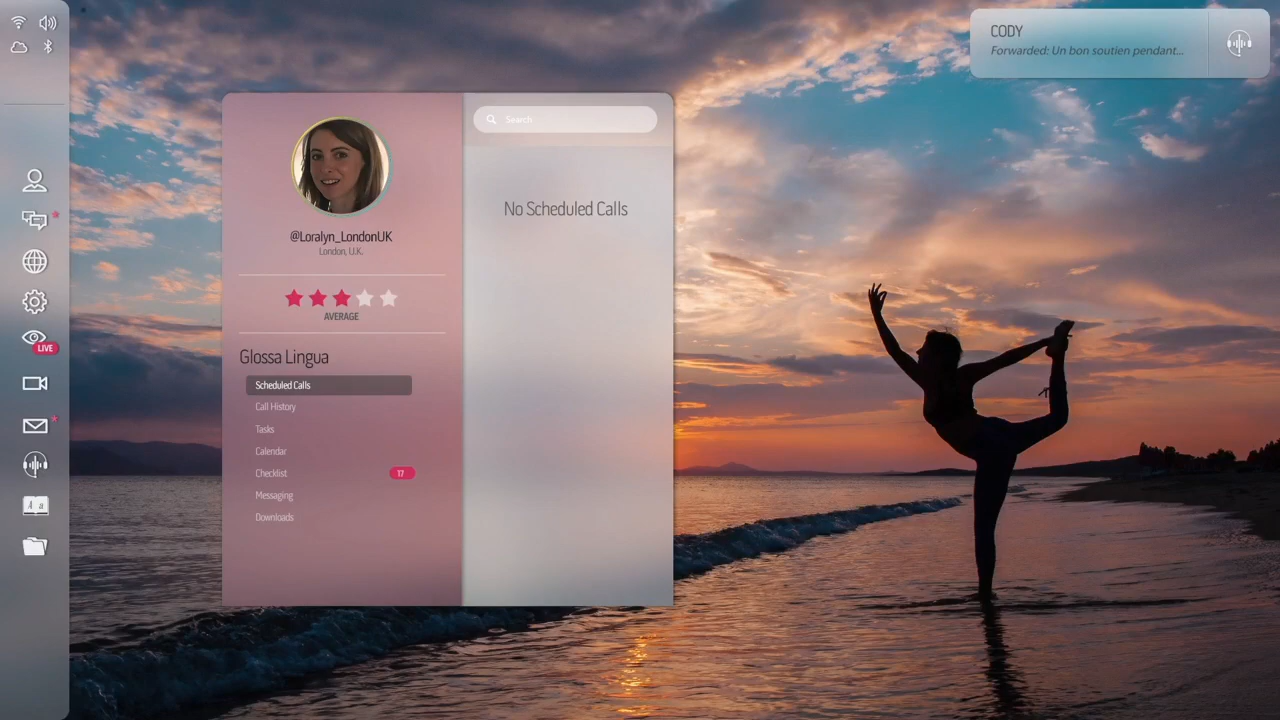 CODY
Forwarded: Un bon soutien pendant...
Search
@Loralyn_LondonUK
London, U.K.
No Scheduled Calls
AVERAGE
Glossa Lingua
Scheduled Calls
Call History
Tasks
Calendar
Checklist 17
Messaging
Downloads
LIVE
A a